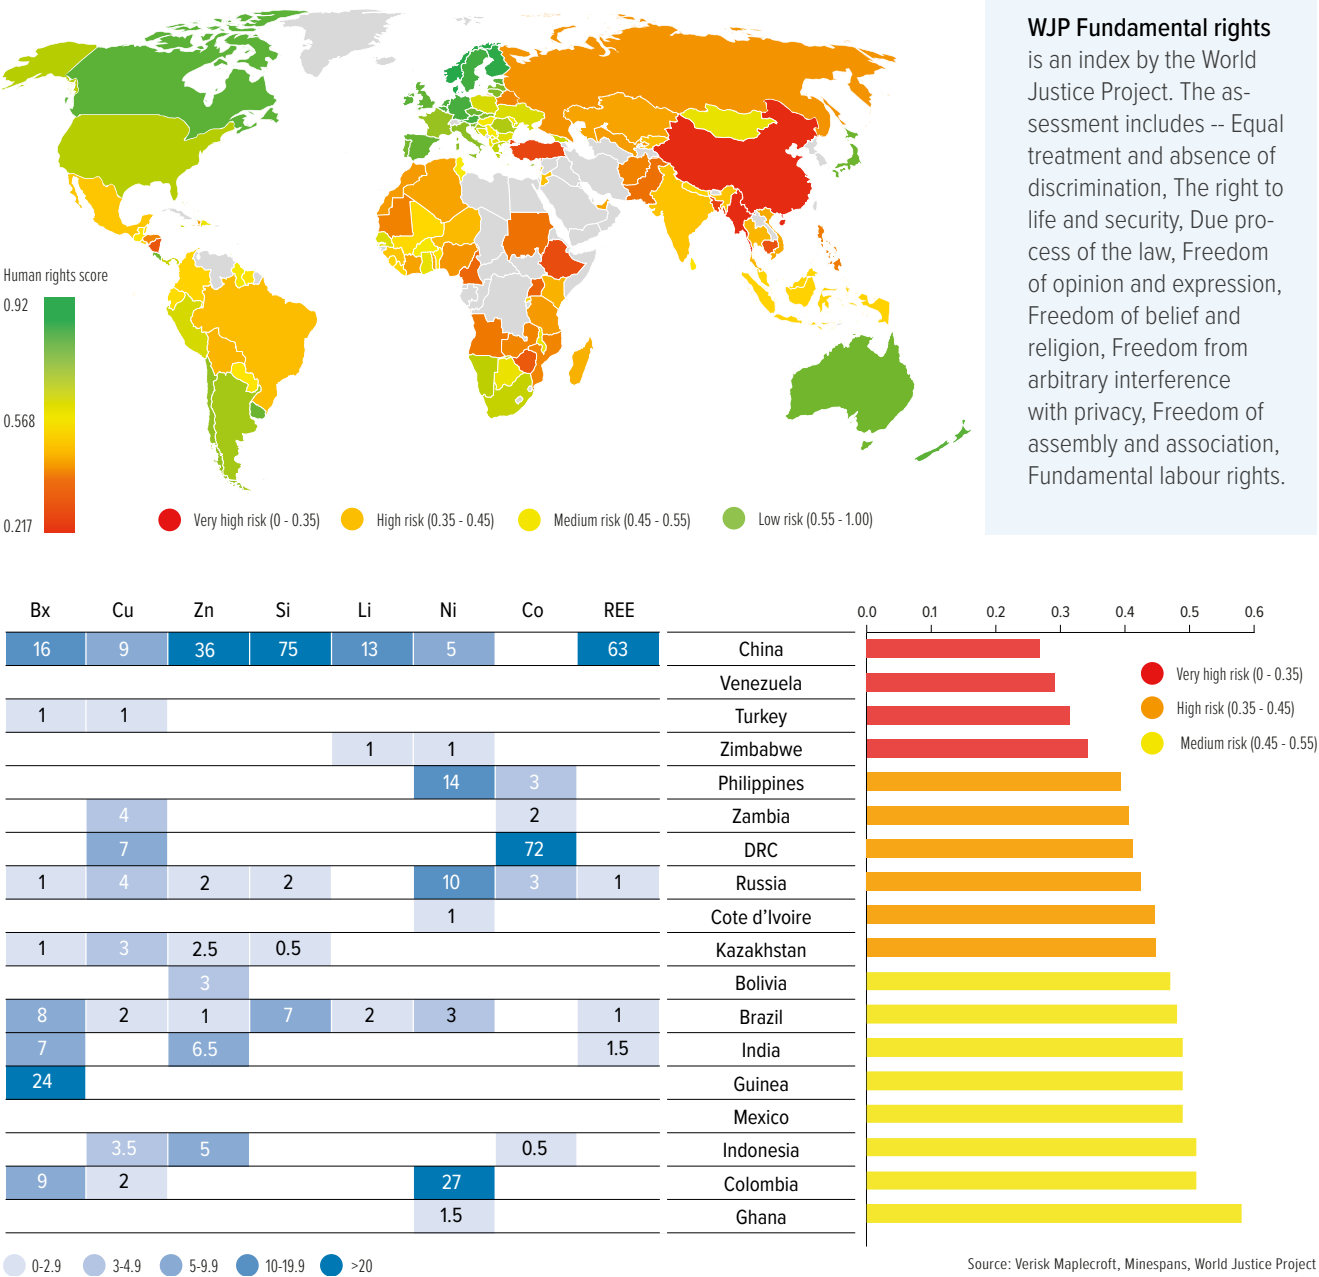 WJP Fundamental rights
is an index by the World
Justice Project. The as-
sessment includes -- Equal
treatment and absence of
discrimination, The right to
life and security, Due pro-
cess of the law, Freedom
of opinion and expression,
Freedom of belief and
religion, Freedom from
arbitrary interference
with privacy, Freedom of
assembly and association,
Fundamental labour rights.
Human rights score
0.92
0.568
0.217
Very high risk (0 - 0.35) High risk (0.35 - 0.45) Medium risk (0.45 - 0.55) Low risk (0.55 - 1.00)
Bx Cu Zn Si Li Ni Co REE 0.0 0.1 0.2 0.3 0.4 0.5 0.6
16 9 36 75 13 5 63 China
Venezuela
1 1 Turkey
1 1 Zimbabwe
14 3 Philippines
4 2 Zambia
7 72 DRC
1 4 2 2 10 3 1 Russia
1 Cote d'Ivoire
1 3 2.5 0.5 Kazakhstan
3 Bolivia
8 2 1 7 2 3 1 Brazil
7 6.5 1.5 India
24 Guinea
Mexico
3.5 5 0.5 Indonesia
9 2 27 Colombia
1.5 Ghana
Very high risk (0 - 0.35)
High risk (0.35 - 0.45)
Medium risk (0.45 - 0.55)
0-2.9 3-4.9 5-9.9 10-19.9 >20
Source: Verisk Maplecroft, Minespans, World Justice Project